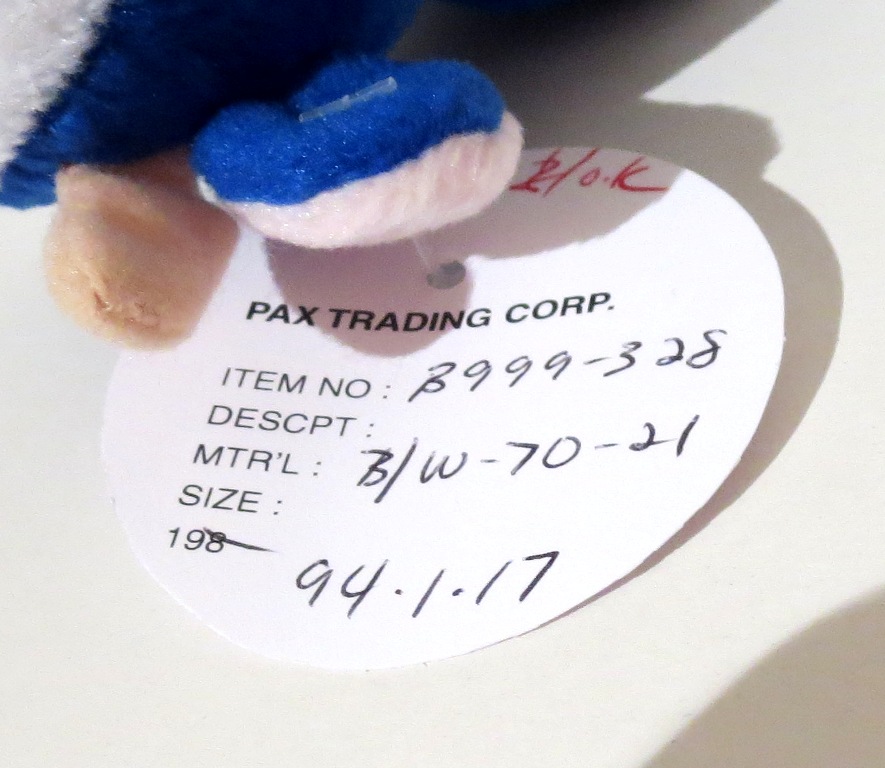 B/O.K
PAX TRADING CORP.
ITEM NO : B999-328
DESCPT :
MTR'L : B/W-70-21
SIZE :
198
94.1.17